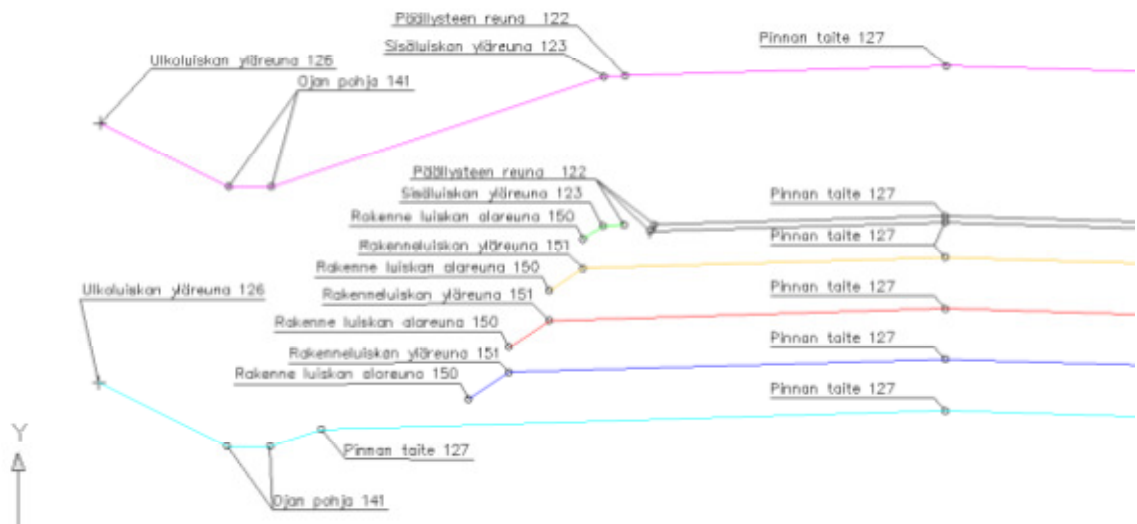 Päällysteen reuna 122
Sisäluiskan yläreuna 123
Pinnan taite 127
Ulkoluiskan yläreuna 126
Ojan pohja 141
Päällysteen reuna 122
Sisäluiskan yläreuna 123
Pinnan taite 127
Rakenne luiskan alareuna 150
Rakenneluiskan yläreuna 151
Pinnan taite 127
Rakenne luiskan alareuna 150
Ulkoluiskan yläreuna 126
Rakenneluiskan yläreuna 151
Pinnan taite 127
Rakenne luiskan alareuna 150
Rakenneluiskan yläreuna 151
Pinnan taite 127
Rakenne luiskan alareuna 150
Pinnan taite 127
Y
Pinnan taite 127
Ojan pohja 141